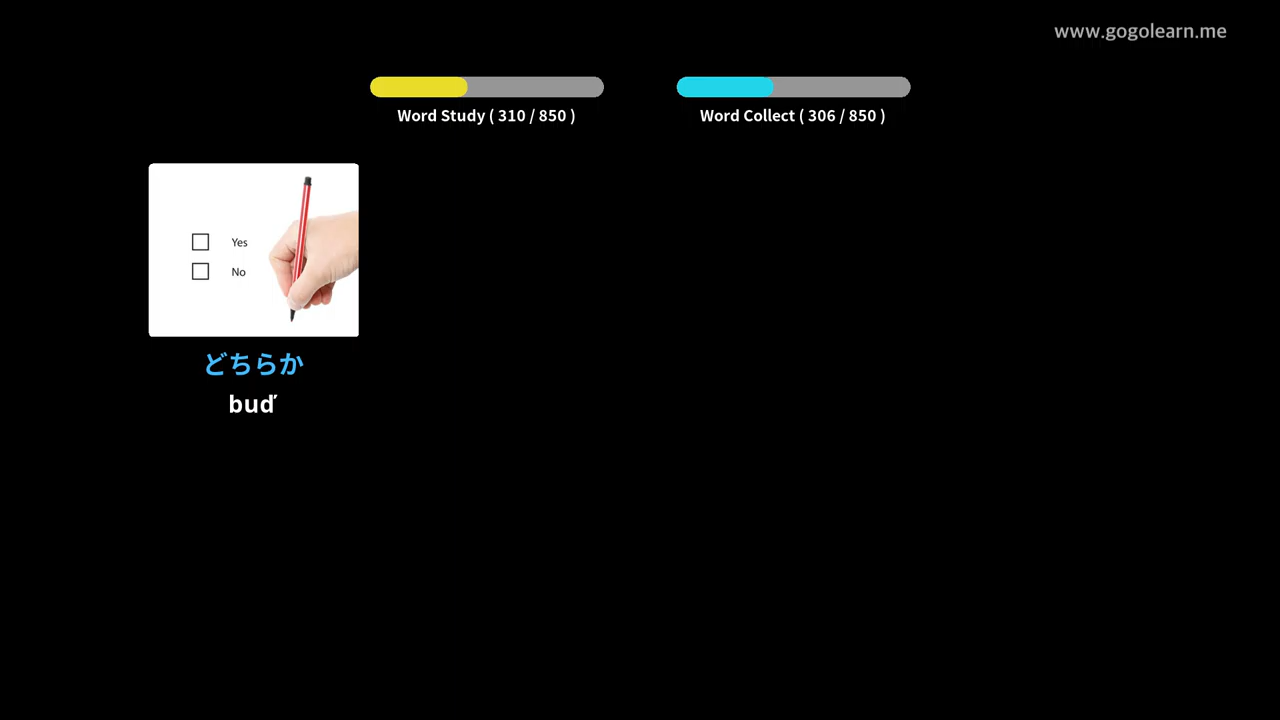 www.gogolearn.me
Word Study ( 310 / 850 )
Word Collect ( 306 / 850 )
Yes
No
どちらか
buď